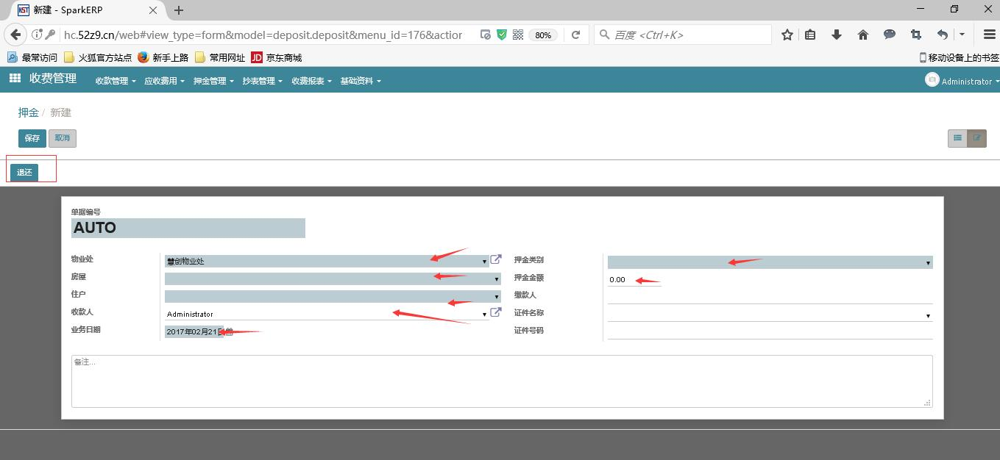 新建 - SparkERP
hc.52z9.cn/web#view_type=form&model=deposit.deposit&menu_id=176&action
80%
百度 <Ctrl+K>
最常访问
火狐官方站点
新手上路
常用网址
JD
京东商城
移动设备上的书签
收费管理
收款管理
应收费用
押金管理
抄表管理
收费报表
基础资料
Administrator
押金 / 新建
保存
取消
退还
单据编号
AUTO
物业处
慧创物业处
押金类别
房屋
押金金额
0.00
住户
缴款人
收款人
Administrator
证件名称
业务日期
2017年02月21日
证件号码
备注...